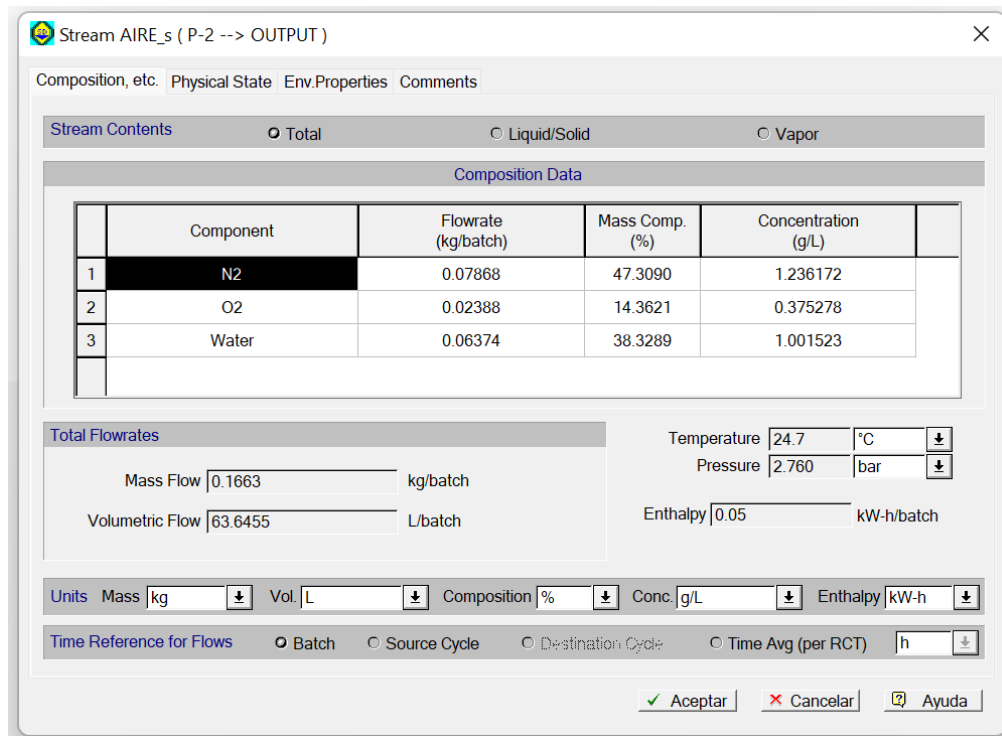 Stream AIRE_s ( P-2 --> OUTPUT )
Composition, etc. Physical State Env.Properties Comments
Stream Contents Total Liquid/Solid Vapor
Composition Data
Component Flowrate (kg/batch) Mass Comp. (%) Concentration (g/L)
1 N2 0.07868 47.3090 1.236172
2 O2 0.02388 14.3621 0.375278
3 Water 0.06374 38.3289 1.001523
Total Flowrates
Temperature 24.7 °C
Pressure 2.760 bar
Mass Flow 0.1663 kg/batch
Enthalpy 0.05 kW-h/batch
Volumetric Flow 63.6455 L/batch
Units Mass kg Vol. L Composition % Conc. g/L Enthalpy kW-h
Time Reference for Flows Batch Source Cycle Destination Cycle Time Avg (per RCT) h
Aceptar Cancelar Ayuda